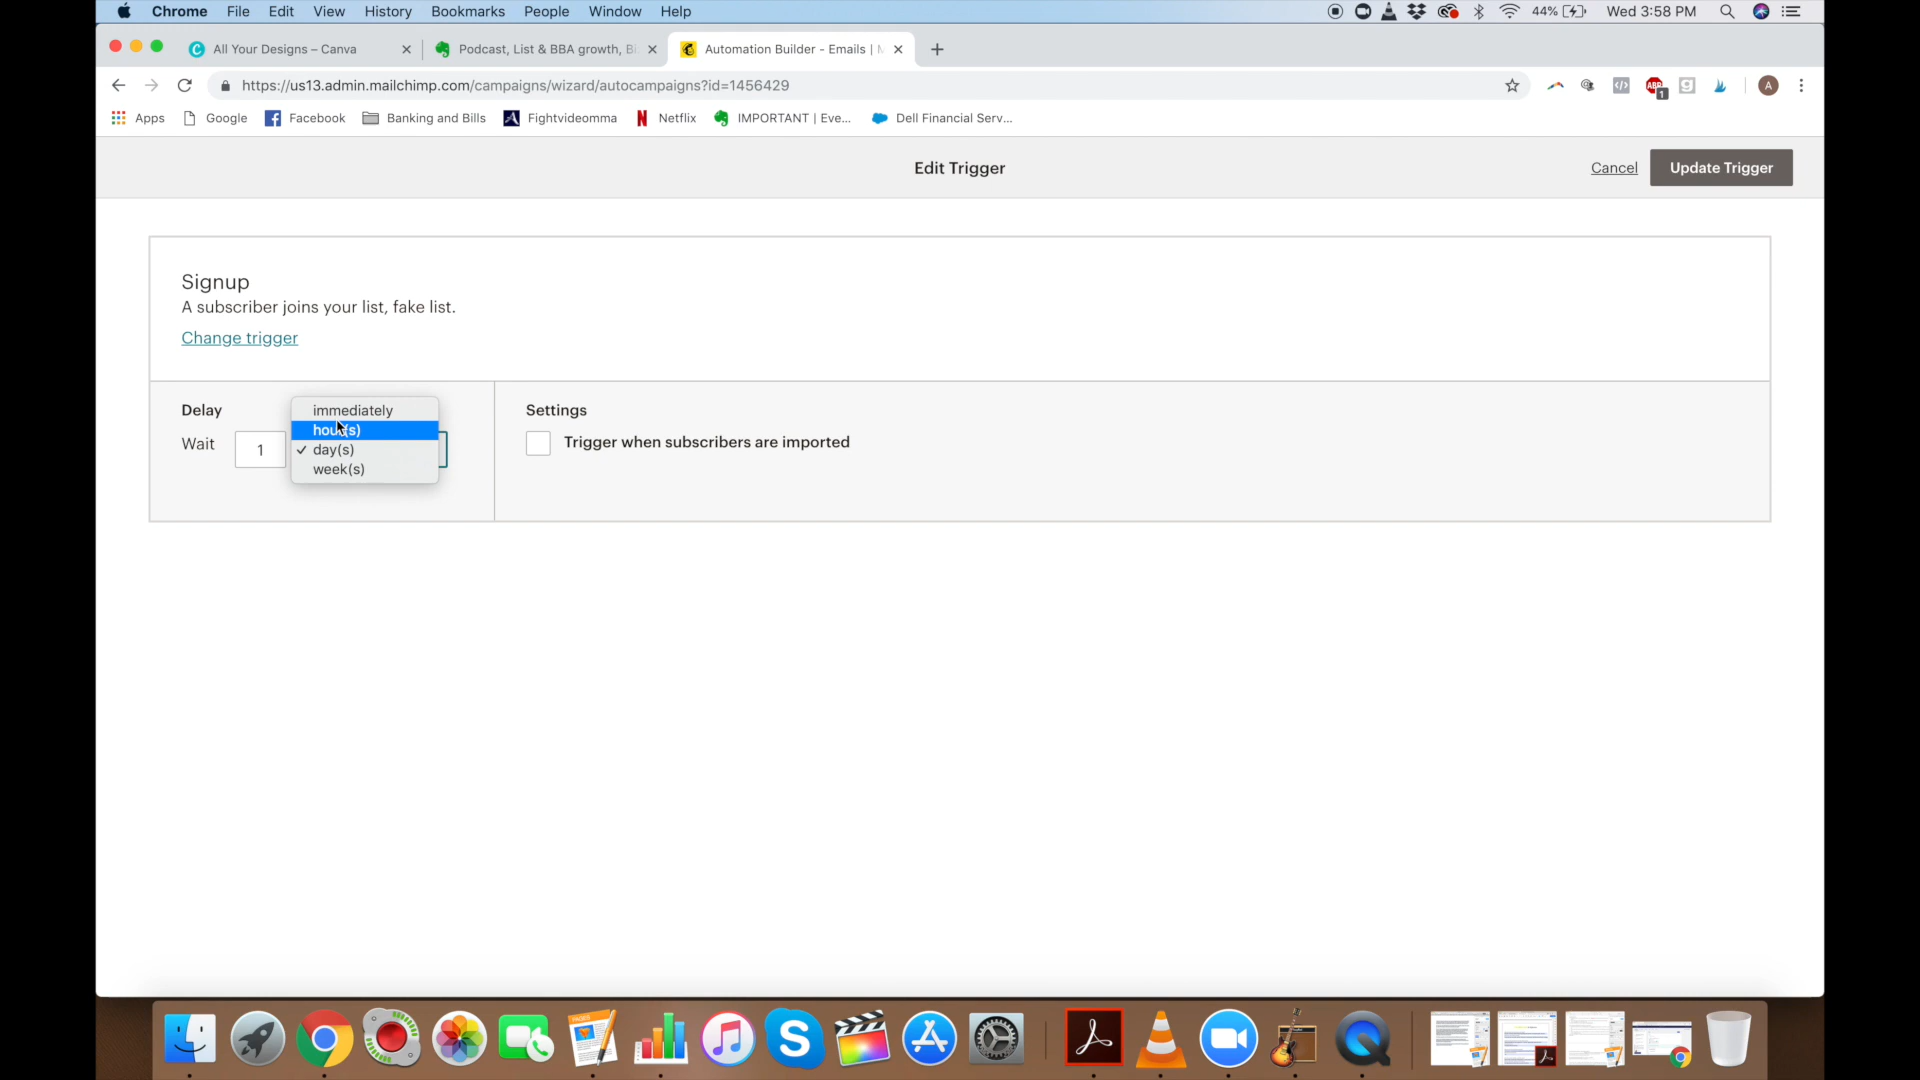 Chrome File Edit View History Bookmarks People Window Help 44% Wed 3:58 PM
All Your Designs – Canva Podcast, List & BBA growth, Automation Builder - Emails |
https://us13.admin.mailchimp.com/campaigns/wizard/autocampaigns?id=1456429 ABP 1 A
Apps Google Facebook Banking and Bills Fightvideomma Netflix IMPORTANT | Eve... Dell Financial Serv...
Edit Trigger Cancel Update Trigger
Signup
A subscriber joins your list, fake list.
Change trigger
Delay immediately Settings
hour(s)
Wait 1 day(s) Trigger when subscribers are imported
week(s)
PAGES